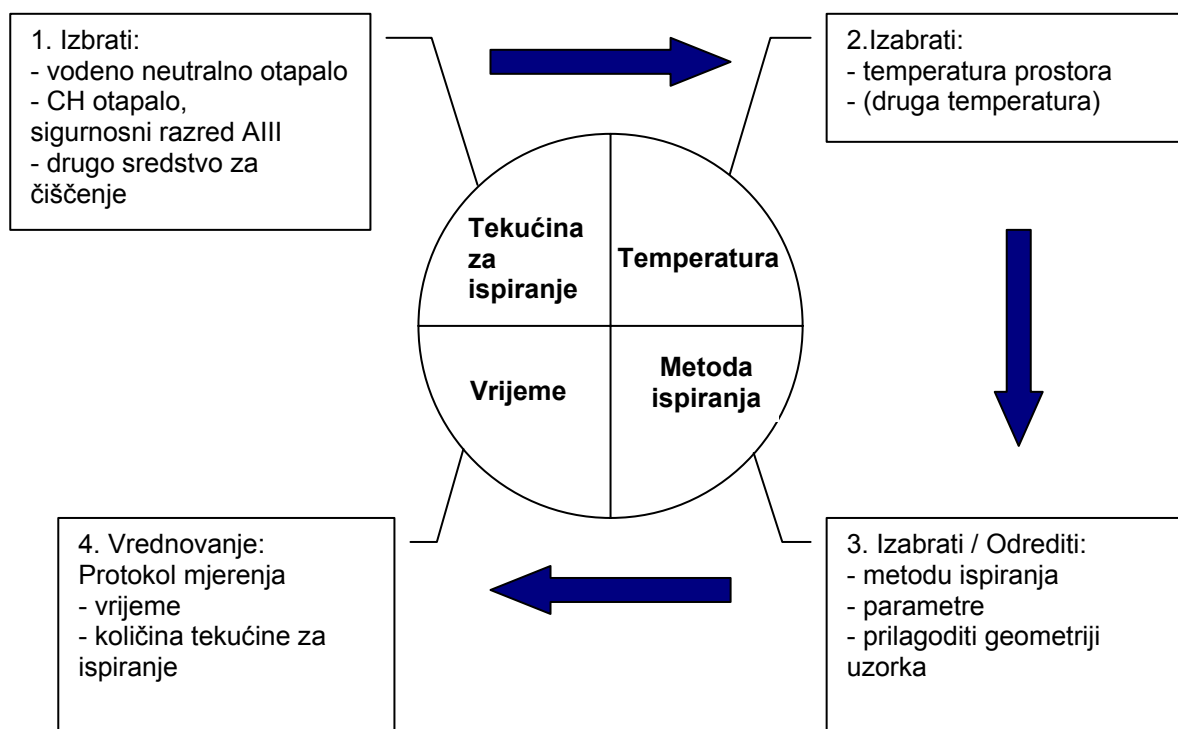 1. Izbrati:
- vodeno neutralno otapalo
- CH otapalo,
sigurnosni razred AIII
- drugo sredstvo za
čiščenje
2.Izabrati:
- temperatura prostora
- (druga temperatura)
Tekućina
za
ispiranje
Temperatura
Vrijeme
Metoda
ispiranja
4. Vrednovanje:
Protokol mjerenja
- vrijeme
- količina tekućine za
ispiranje
3. Izabrati / Odrediti:
- metodu ispiranja
- parametre
- prilagoditi geometriji
uzorka